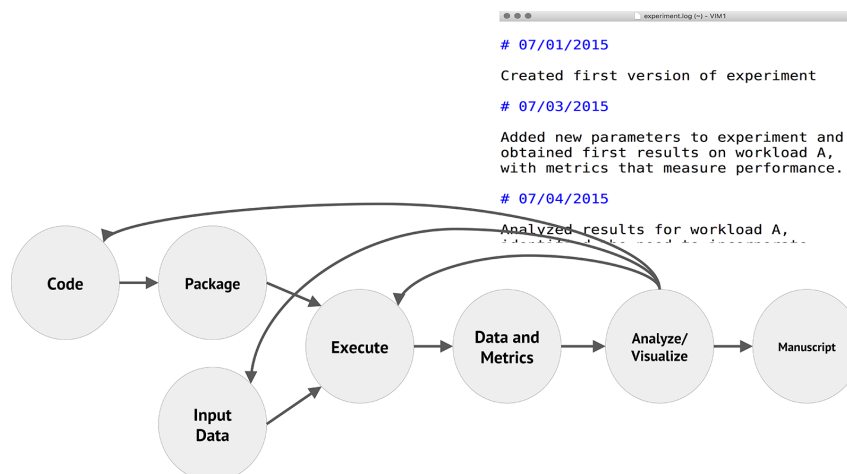 experiment.log (~) - VIM1
# 07/01/2015
Created first version of experiment
# 07/03/2015
Added new parameters to experiment and
obtained first results on workload A,
with metrics that measure performance.
# 07/04/2015
Analyzed results for workload A,
Code
Package
Execute
Data and
Metrics
Analyze/
Visualize
Manuscript
Input
Data